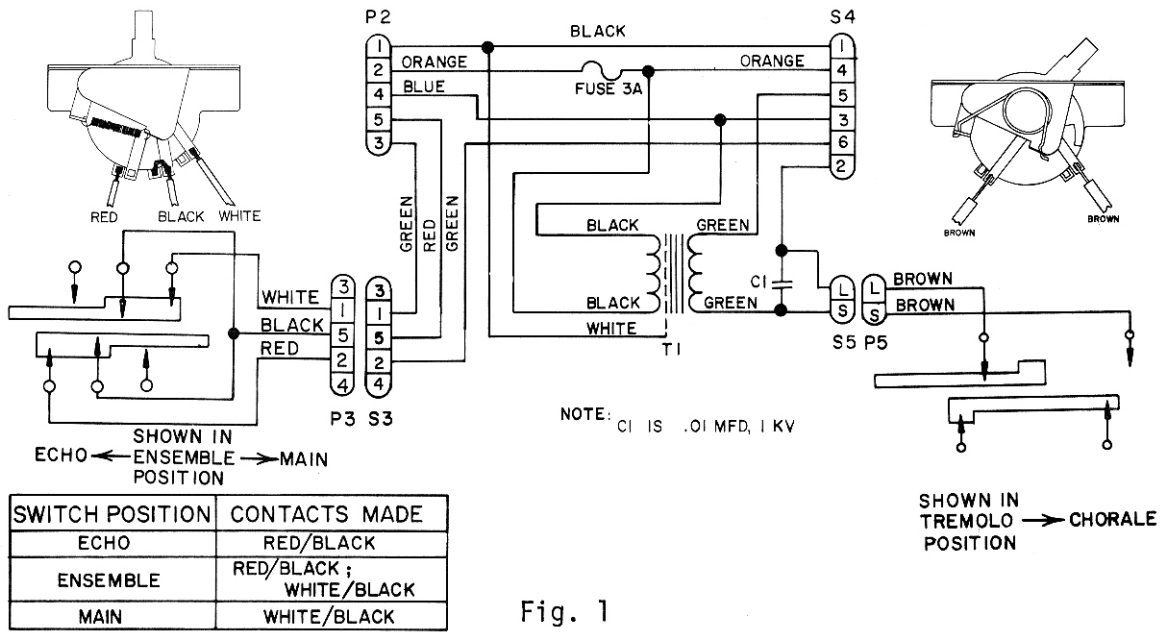 P2
S4
1
2
4
5
3
BLACK
ORANGE
FUSE 3A
ORANGE
BLUE
1
4
5
3
6
2
RED
BLACK
WHITE
GREEN
RED
GREEN
BLACK
BLACK
WHITE
GREEN
GREEN
T1
C1
L
S
L
S
S5
P5
BROWN
BROWN
BROWN
BROWN
WHITE
BLACK
RED
3
1
5
2
4
3
1
5
2
4
P3
S3
NOTE: C1 IS .01 MFD, 1 KV
SHOWN IN
ECHO ENSEMBLE MAIN
POSITION
SHOWN IN
TREMOLO CHORALE
POSITION
SWITCH POSITION CONTACTS MADE
ECHO RED/BLACK
ENSEMBLE RED/BLACK;
WHITE/BLACK
MAIN WHITE/BLACK
Fig. 1